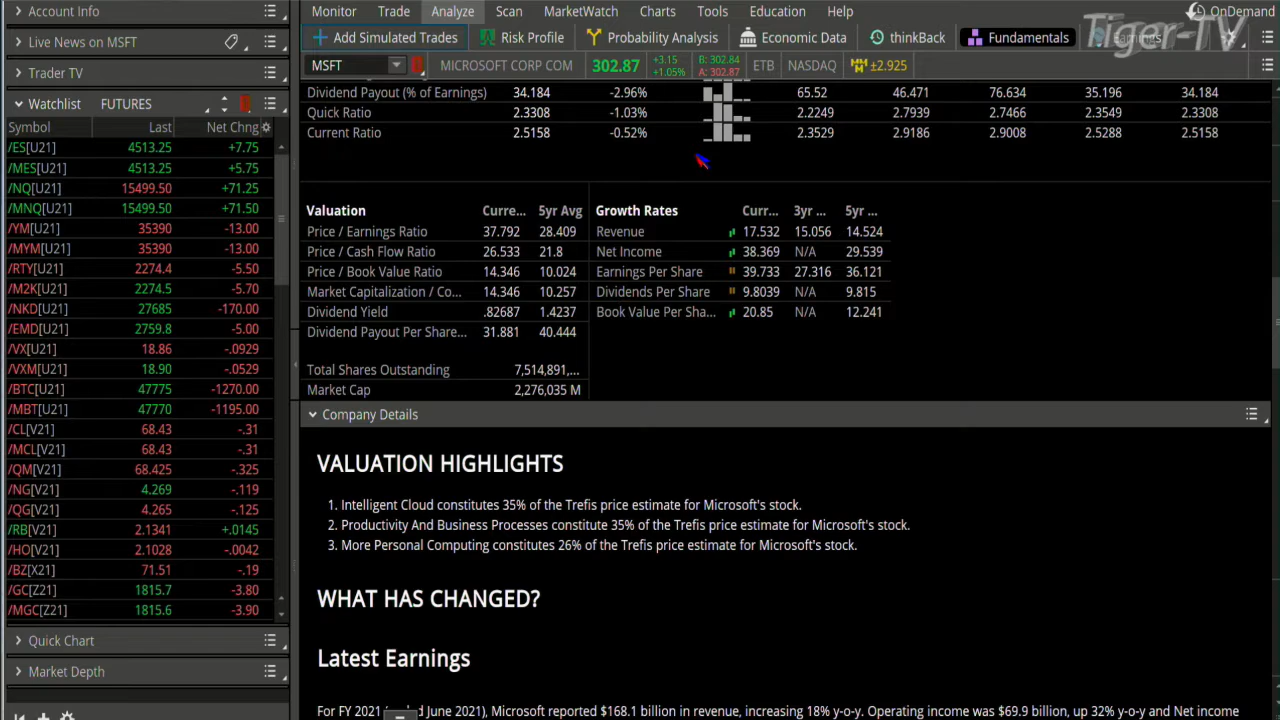 Account Info
Live News on MSFT
Trader TV
Watchlist FUTURES
Symbol Last Net Chng
/ES[U21] 4513.25 +7.75
/MES[U21] 4513.25 +5.75
/NQ[U21] 15499.50 +71.25
/MNQ[U21] 15499.50 +71.50
/YM[U21] 35390 -13.00
/MYM[U21] 35390 -13.00
/RTY[U21] 2274.4 -5.50
/M2K[U21] 2274.5 -5.70
/NKD[U21] 27685 -170.00
/EMD[U21] 2759.8 -5.00
/VX[U21] 18.86 -.0929
/VXM[U21] 18.90 -.0529
/BTC[U21] 47775 -1270.00
/MBT[U21] 47770 -1195.00
/CL[V21] 68.43 -.31
/MCL[V21] 68.43 -.31
/QM[V21] 68.425 -.325
/NG[V21] 4.269 -.119
/QG[V21] 4.265 -.125
/RB[V21] 2.1341 +.0145
/HO[V21] 2.1028 -.0042
/BZ[X21] 71.51 -.19
/GC[Z21] 1815.7 -3.80
/MGC[Z21] 1815.6 -3.90
Quick Chart
Market Depth
Monitor Trade Analyze Scan MarketWatch Charts Tools Education Help OnDemand
Tiger-TV
Add Simulated Trades Risk Profile Probability Analysis Economic Data thinkBack Fundamentals Earnings
MSFT MICROSOFT CORP COM 302.87 +3.15 +1.05% B: 302.84 A: 302.87 ETB NASDAQ ±2.925
Dividend Payout (% of Earnings) 34.184 -2.96% 65.52 46.471 76.634 35.196 34.184
Quick Ratio 2.3308 -1.03% 2.2249 2.7939 2.7466 2.3549 2.3308
Current Ratio 2.5158 -0.52% 2.3529 2.9186 2.9008 2.5288 2.5158
Valuation Curre... 5yr Avg
Price / Earnings Ratio 37.792 28.409
Price / Cash Flow Ratio 26.533 21.8
Price / Book Value Ratio 14.346 10.024
Market Capitalization / Co... 14.346 10.257
Dividend Yield .82687 1.4237
Dividend Payout Per Share... 31.881 40.444
Total Shares Outstanding 7,514,891,...
Market Cap 2,276,035 M
Growth Rates Curr... 3yr ... 5yr ...
Revenue 17.532 15.056 14.524
Net Income 38.369 N/A 29.539
Earnings Per Share 39.733 27.316 36.121
Dividends Per Share 9.8039 N/A 9.815
Book Value Per Sha... 20.85 N/A 12.241
Company Details
VALUATION HIGHLIGHTS
1. Intelligent Cloud constitutes 35% of the Trefis price estimate for Microsoft's stock.
2. Productivity And Business Processes constitute 35% of the Trefis price estimate for Microsoft's stock.
3. More Personal Computing constitutes 26% of the Trefis price estimate for Microsoft's stock.
WHAT HAS CHANGED?
Latest Earnings
For FY 2021 June 2021), Microsoft reported $168.1 billion in revenue, increasing 18% y-o-y. Operating income was $69.9 billion, up 32% y-o-y and Net income